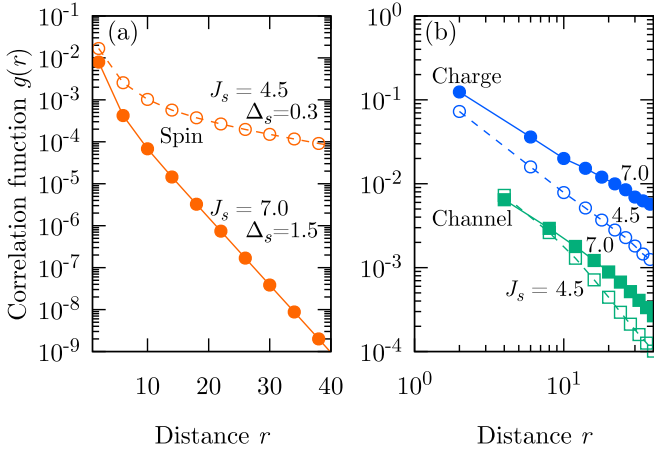 (a)
(b)
Correlation function g(r)
10^{-1}
10^{-2}
10^{-3}
10^{-4}
10^{-5}
10^{-6}
10^{-7}
10^{-8}
10^{-9}
J_s = 4.5
Δ_s=0.3
Spin
J_s = 7.0
Δ_s=1.5
10 20 30 40
Distance r
10^0
10^{-1}
10^{-2}
10^{-3}
10^{-4}
Charge
7.0
4.5
Channel
7.0
J_s = 4.5
10^0 10^1
Distance r